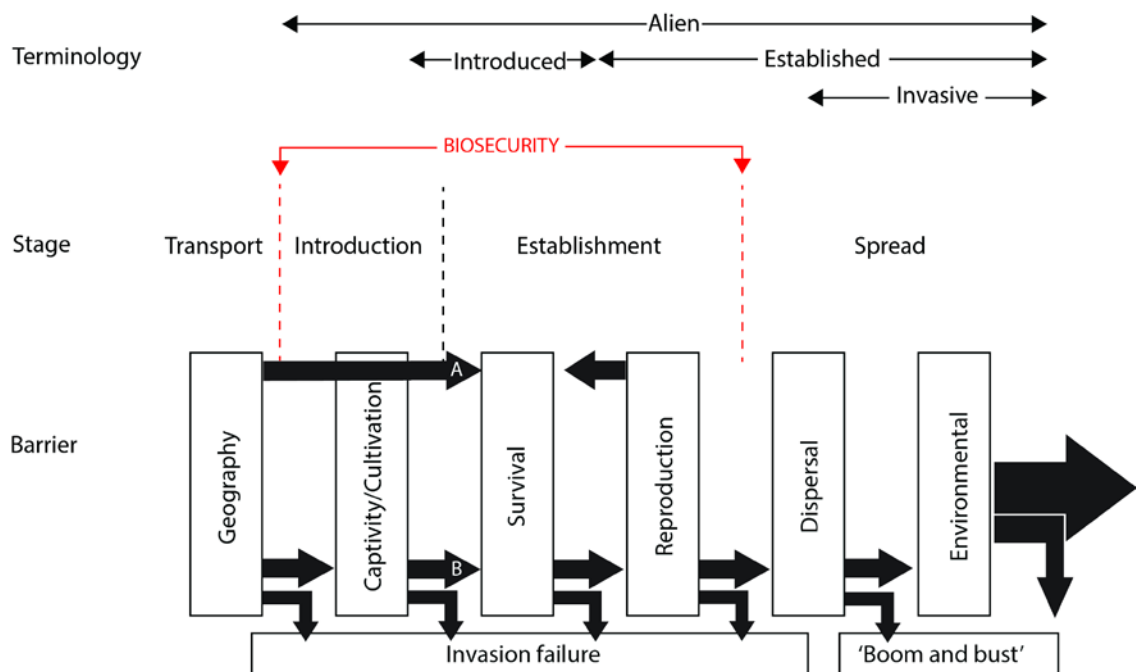 Alien
Terminology
Introduced
Established
Invasive
BIOSECURITY
Stage
Transport
Introduction
Establishment
Spread
Barrier
Geography
Captivity/Cultivation
Survival
Reproduction
Dispersal
Environmental
A
B
Invasion failure
'Boom and bust'